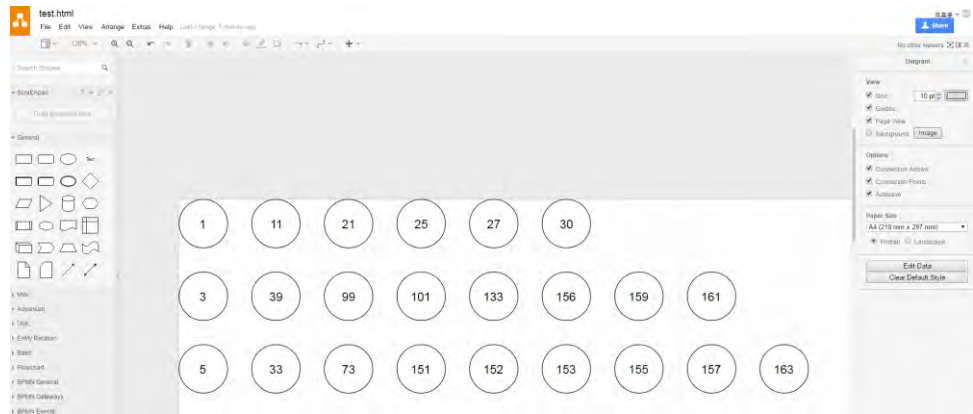 test.html
File Edit View Arrange Extras Help
Share
Search Shapes
No other viewers
Diagram
View
10 pt
Guides
Page View
Background Image
Options
Connection Arrows
Connection Points
Autosave
Paper Size
A4 (210 mm x 297 mm)
Portrait Landscape
Edit Data
Clear Default Style
Scratchpad
General
Text
Misc
Advanced
UML
Entity Relation
Basic
Flowchart
BPMN General
BPMN Gateways
BPMN Events
1 11 21 25 27 30
3 39 99 101 133 156 159 161
5 33 73 151 152 153 155 157 163